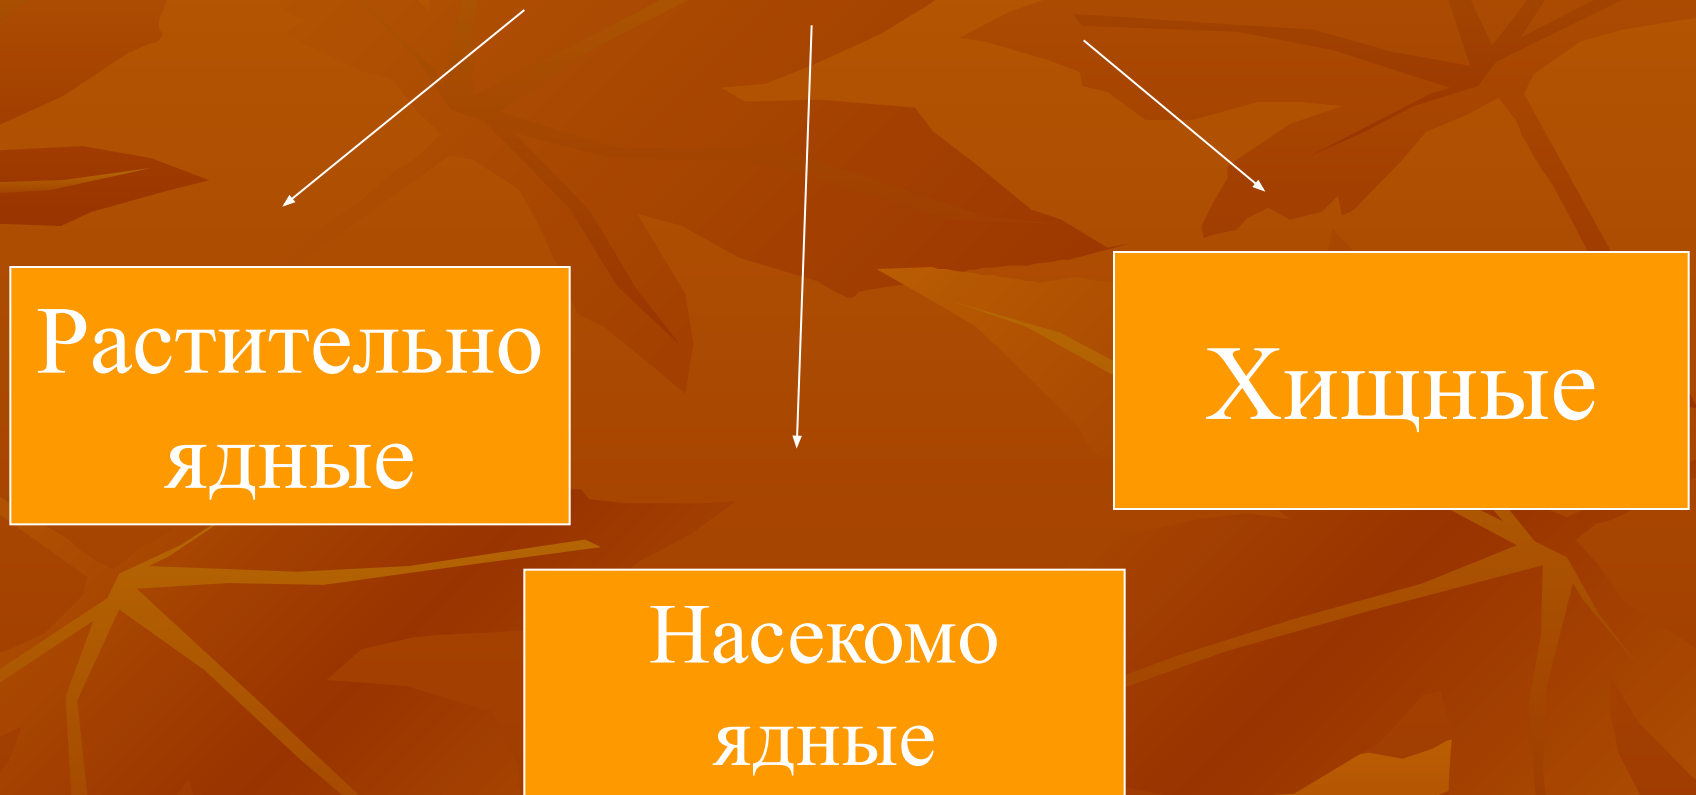 Растительно
ядные
Хищные
Насекомо
ядные